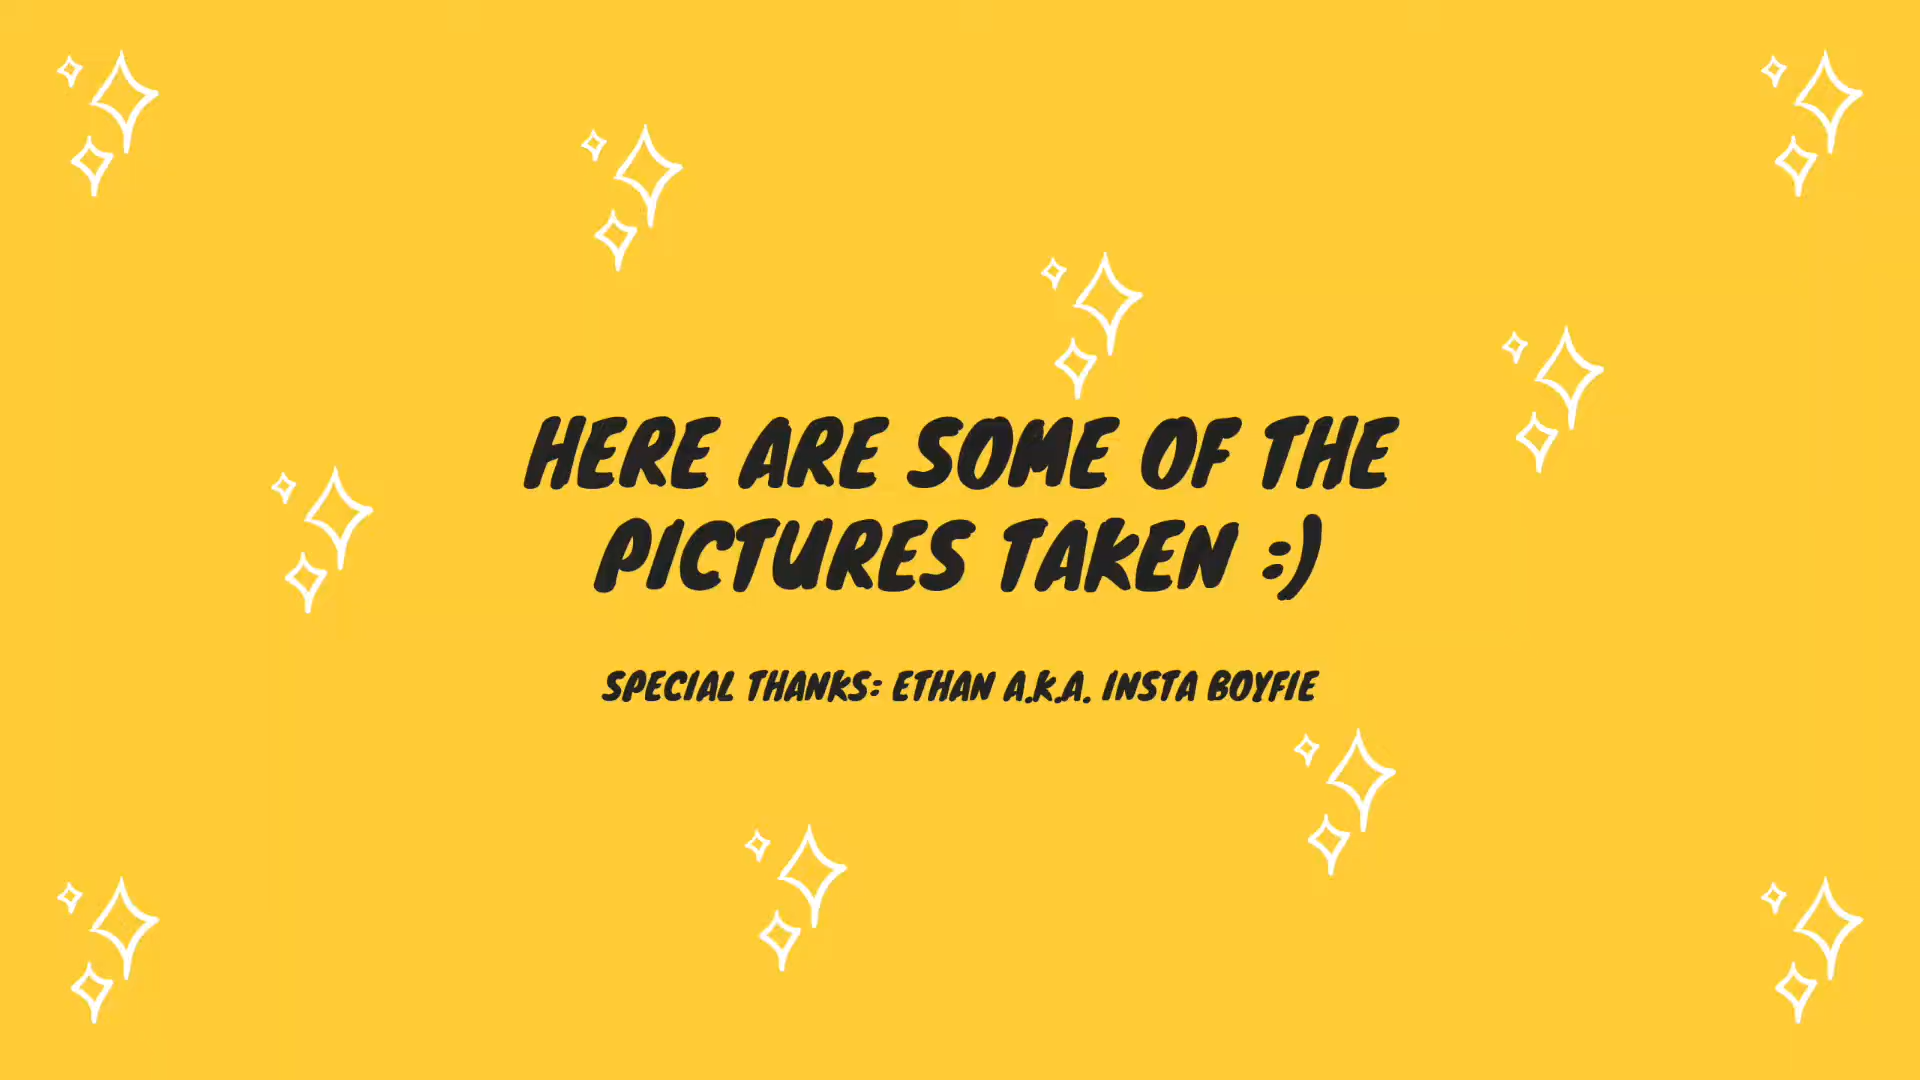 HERE ARE SOME OF THE
PICTURES TAKEN :)
SPECIAL THANKS: ETHAN A.K.A. INSTA BOYFIE